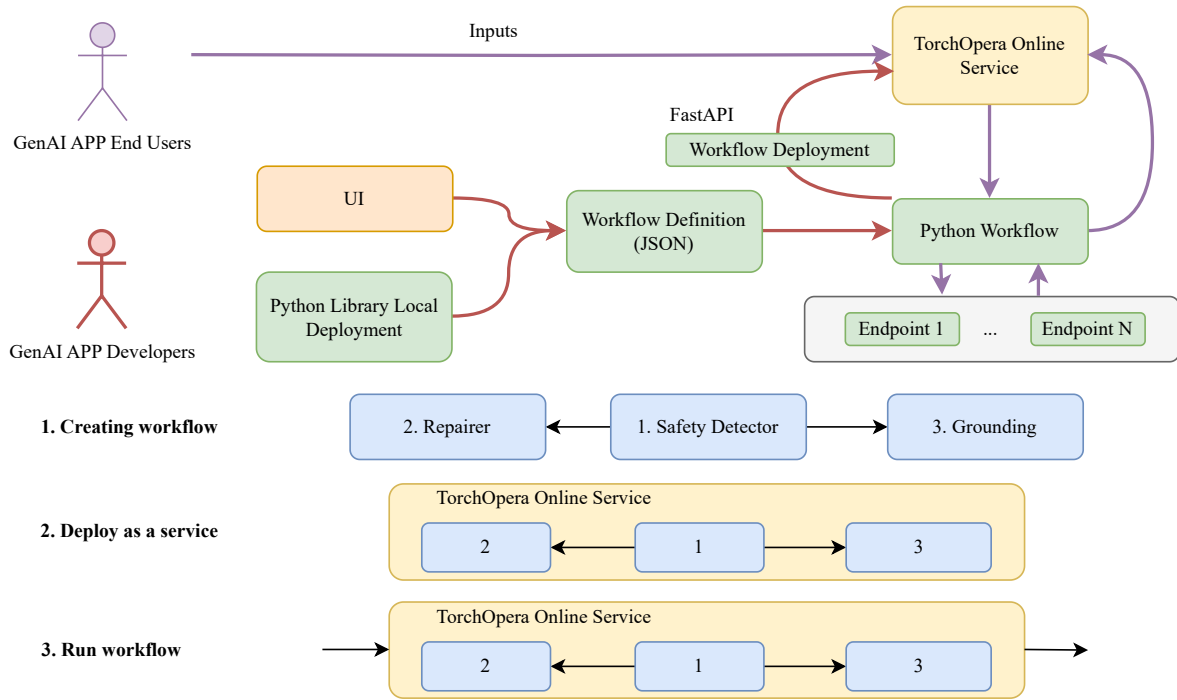 Inputs
TorchOpera Online
Service
GenAI APP End Users
FastAPI
Workflow Deployment
UI
Workflow Definition
(JSON)
Python Workflow
Python Library Local
Deployment
Endpoint 1
...
Endpoint N
GenAI APP Developers
1. Creating workflow
2. Repairer
1. Safety Detector
3. Grounding
2. Deploy as a service
TorchOpera Online Service
2
1
3
3. Run workflow
TorchOpera Online Service
2
1
3